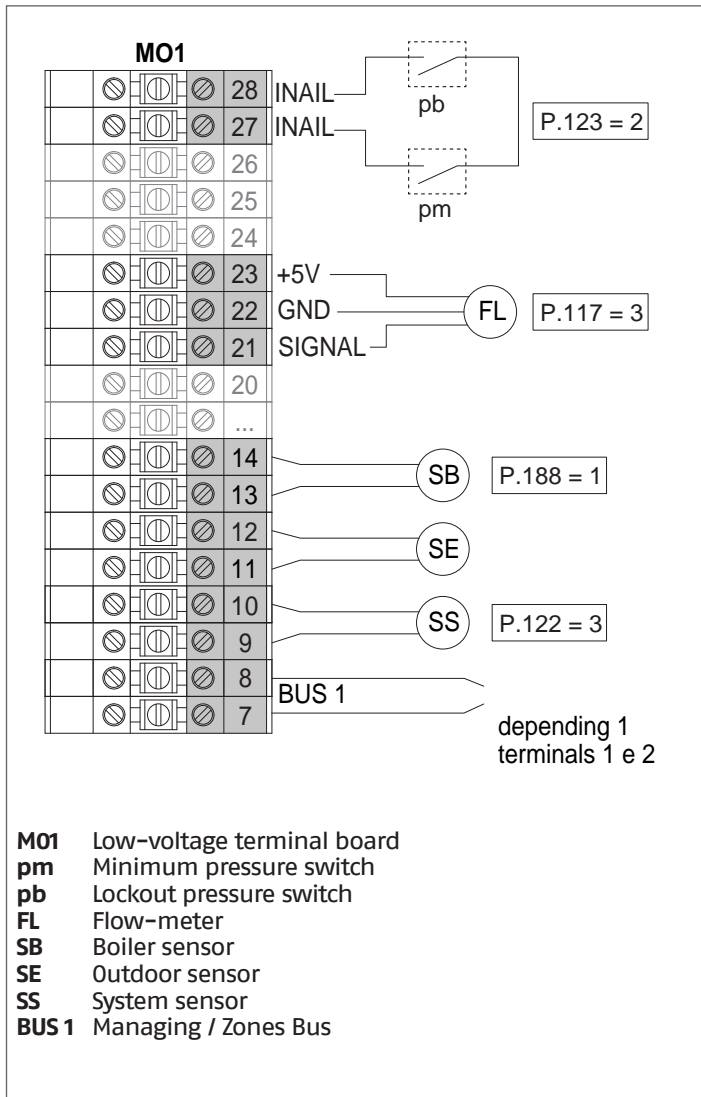 MO1
28 INAIL
pb
27 INAIL
P.123 = 2
26
25
pm
24
23 +5V
22 GND FL P.117 = 3
21 SIGNAL
20
...
14
SB P.188 = 1
13
12
SE
11
10
SS P.122 = 3
9
8
BUS 1
7
depending 1
terminals 1 e 2
M01 Low-voltage terminal board
pm Minimum pressure switch
pb Lockout pressure switch
FL Flow-meter
SB Boiler sensor
SE Outdoor sensor
SS System sensor
BUS 1 Managing / Zones Bus